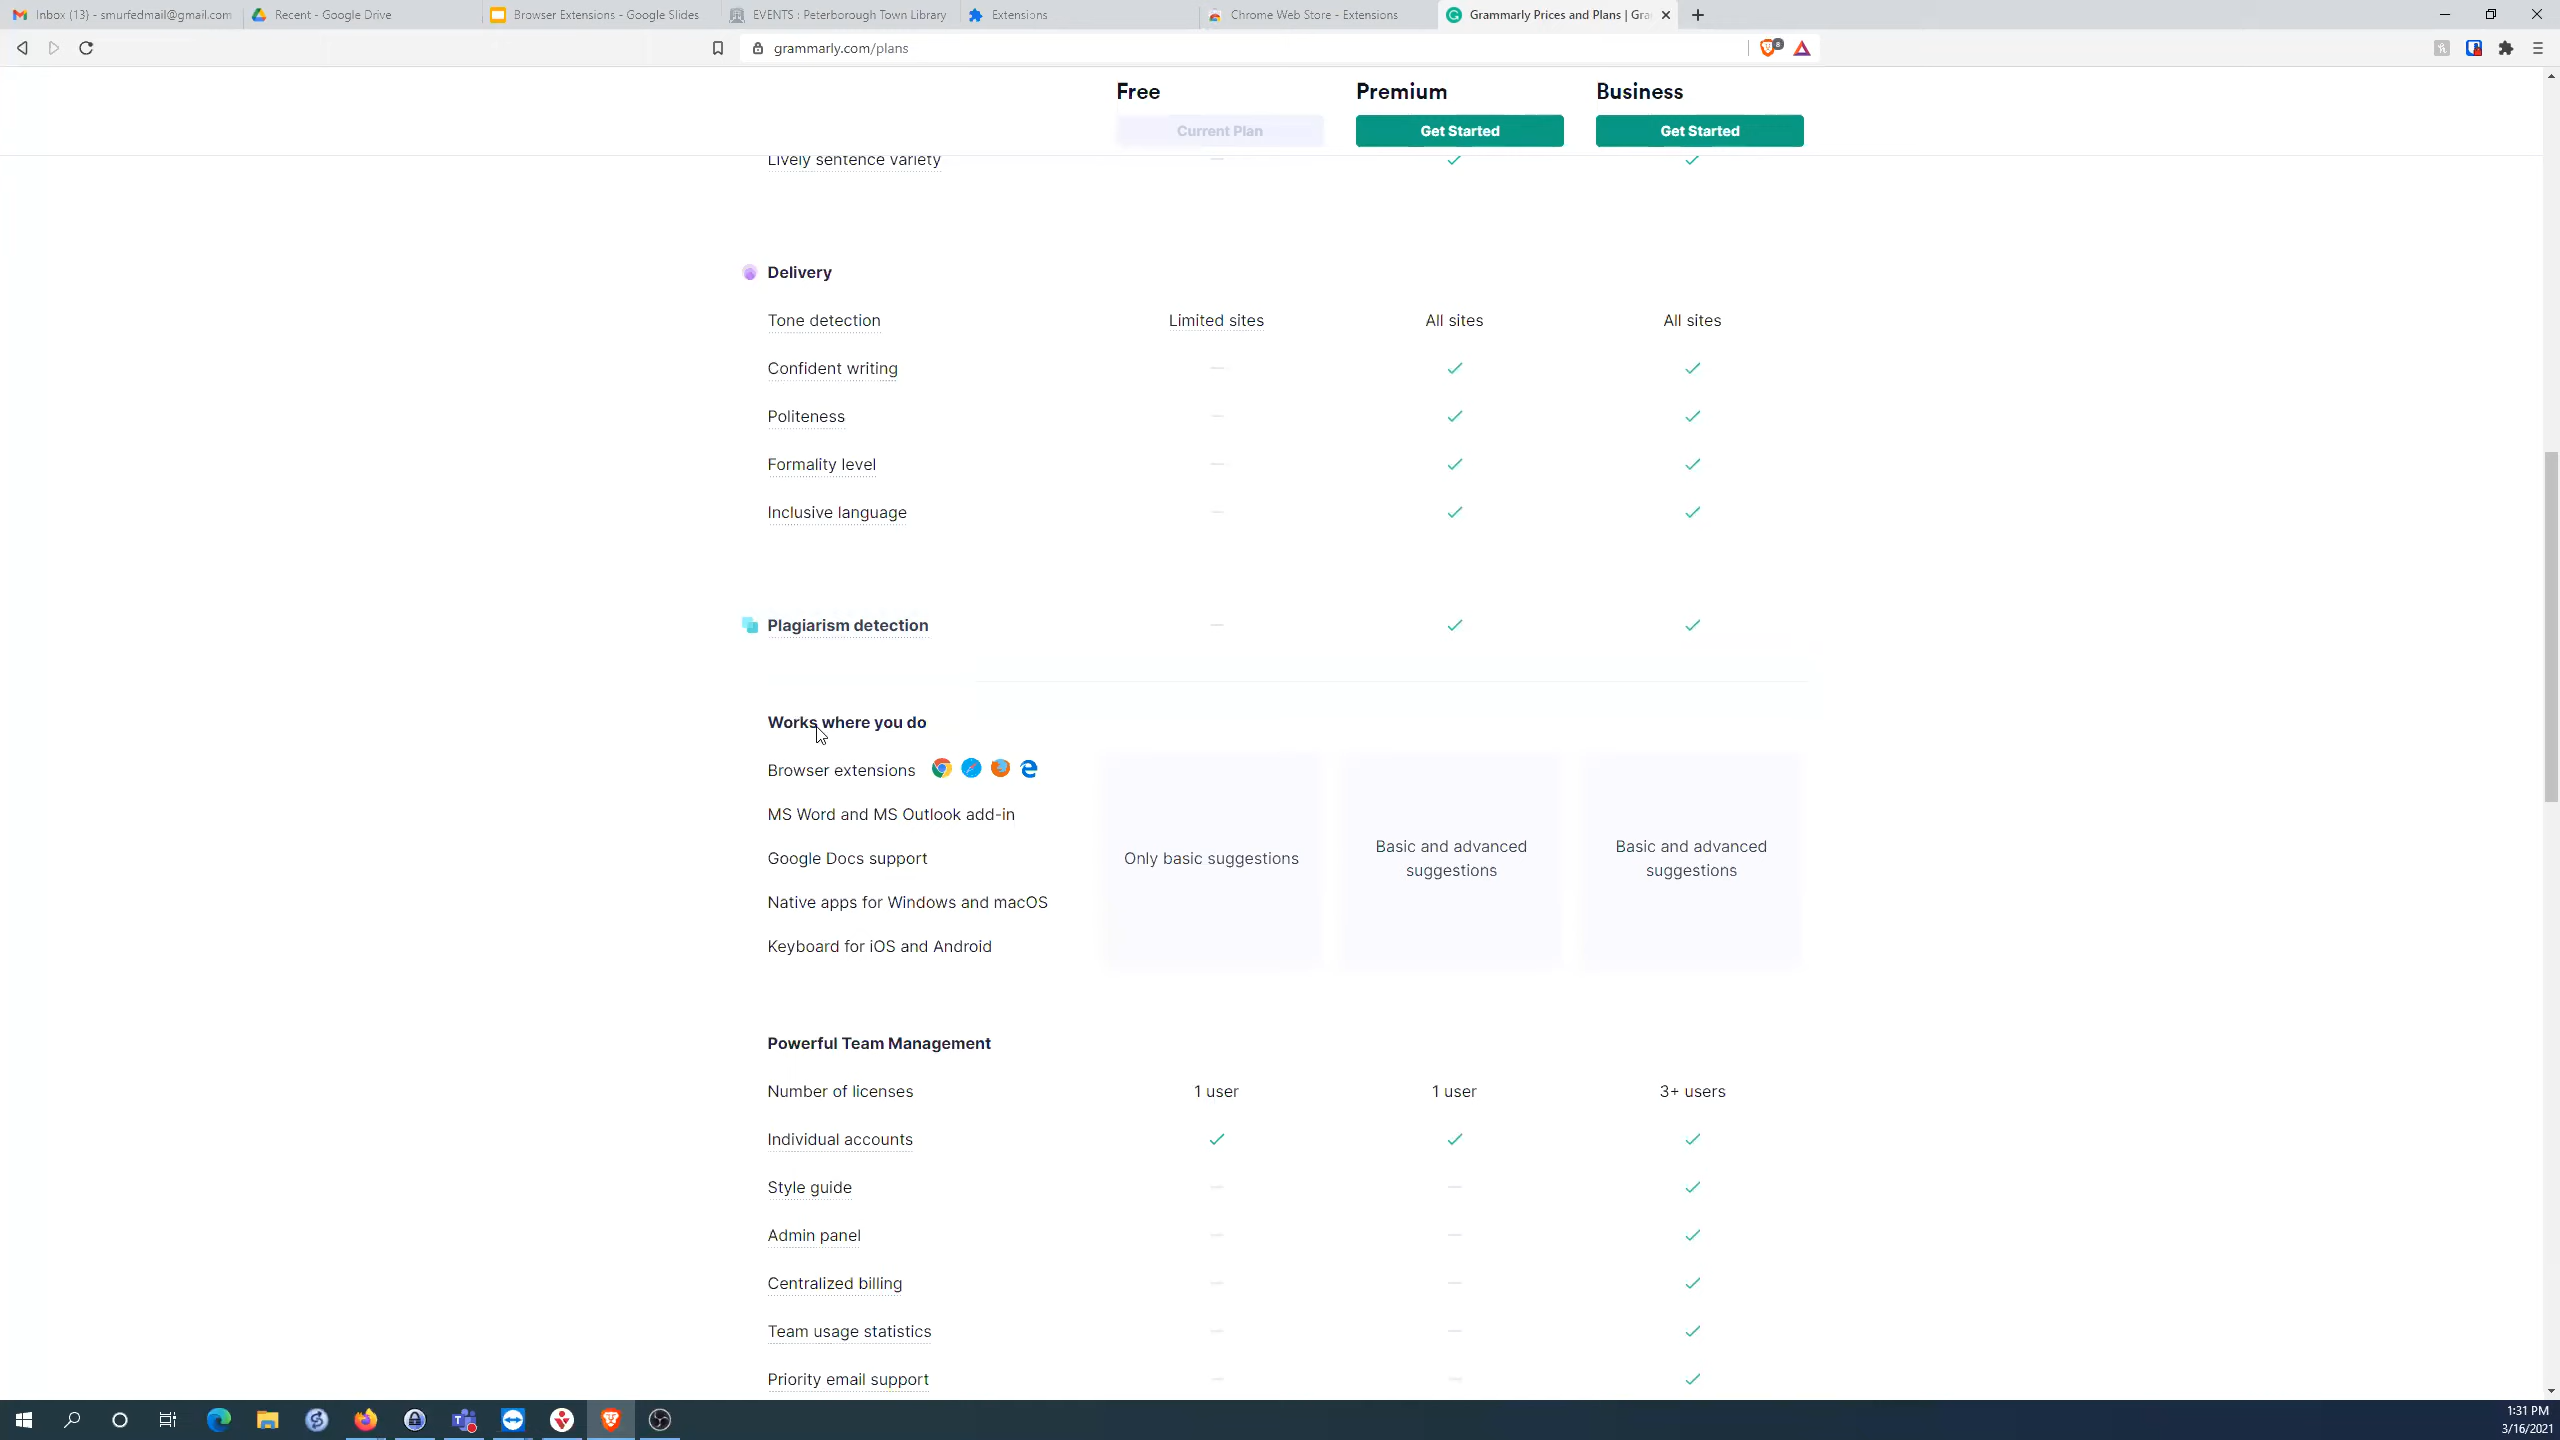 Inbox (13) - smurfedmail@gmail.com
Recent - Google Drive
Browser Extensions - Google Slides
EVENTS : Peterborough Town Library
Extensions
Chrome Web Store - Extensions
Grammarly Prices and Plans | Gra
grammarly.com/plans
8
Free Premium Business
Current Plan Get Started Get Started
Lively sentence variety
Delivery
Tone detection Limited sites All sites All sites
Confident writing
Politeness
Formality level
Inclusive language
Plagiarism detection
Works where you do
Browser extensions
MS Word and MS Outlook add-in
Google Docs support
Native apps for Windows and macOS
Keyboard for iOS and Android
Only basic suggestions
Basic and advanced
suggestions
Basic and advanced
suggestions
Powerful Team Management
Number of licenses 1 user 1 user 3+ users
Individual accounts
Style guide
Admin panel
Centralized billing
Team usage statistics
Priority email support
1:31 PM
3/16/2021